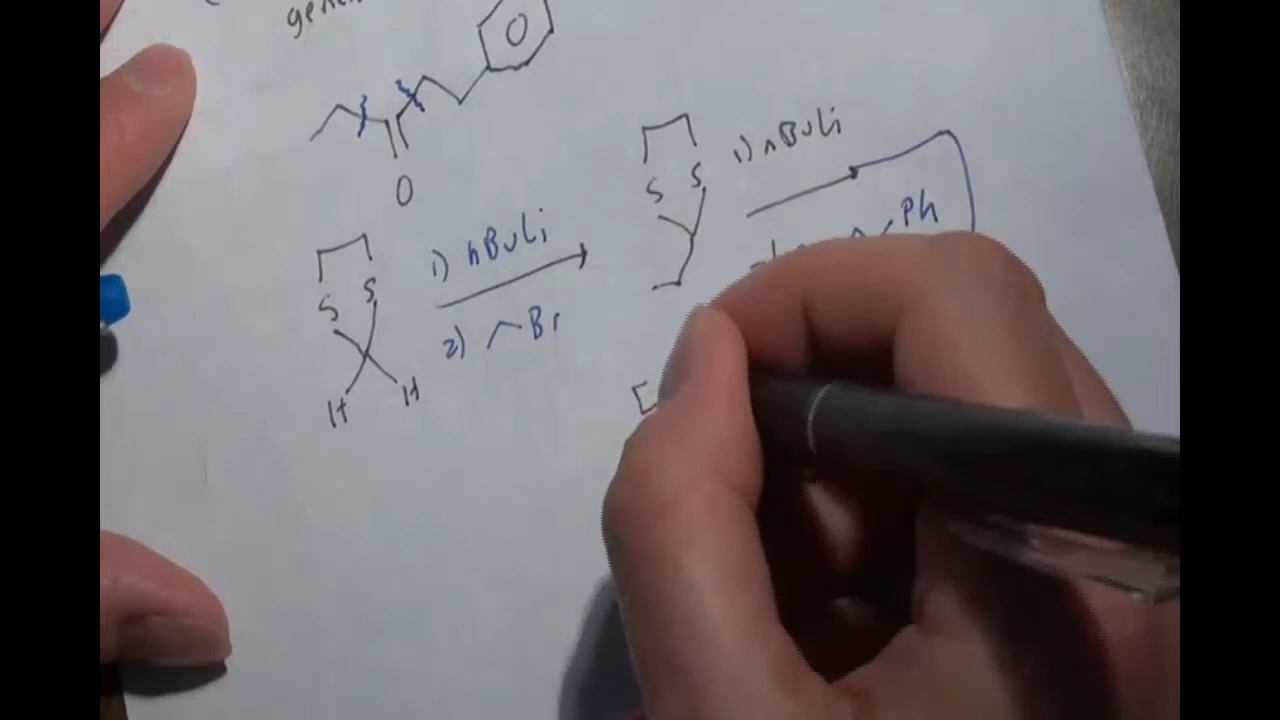 O
O
S S
1) nBuLi
Ph
S S
1) nBuLi
2) Br
H H